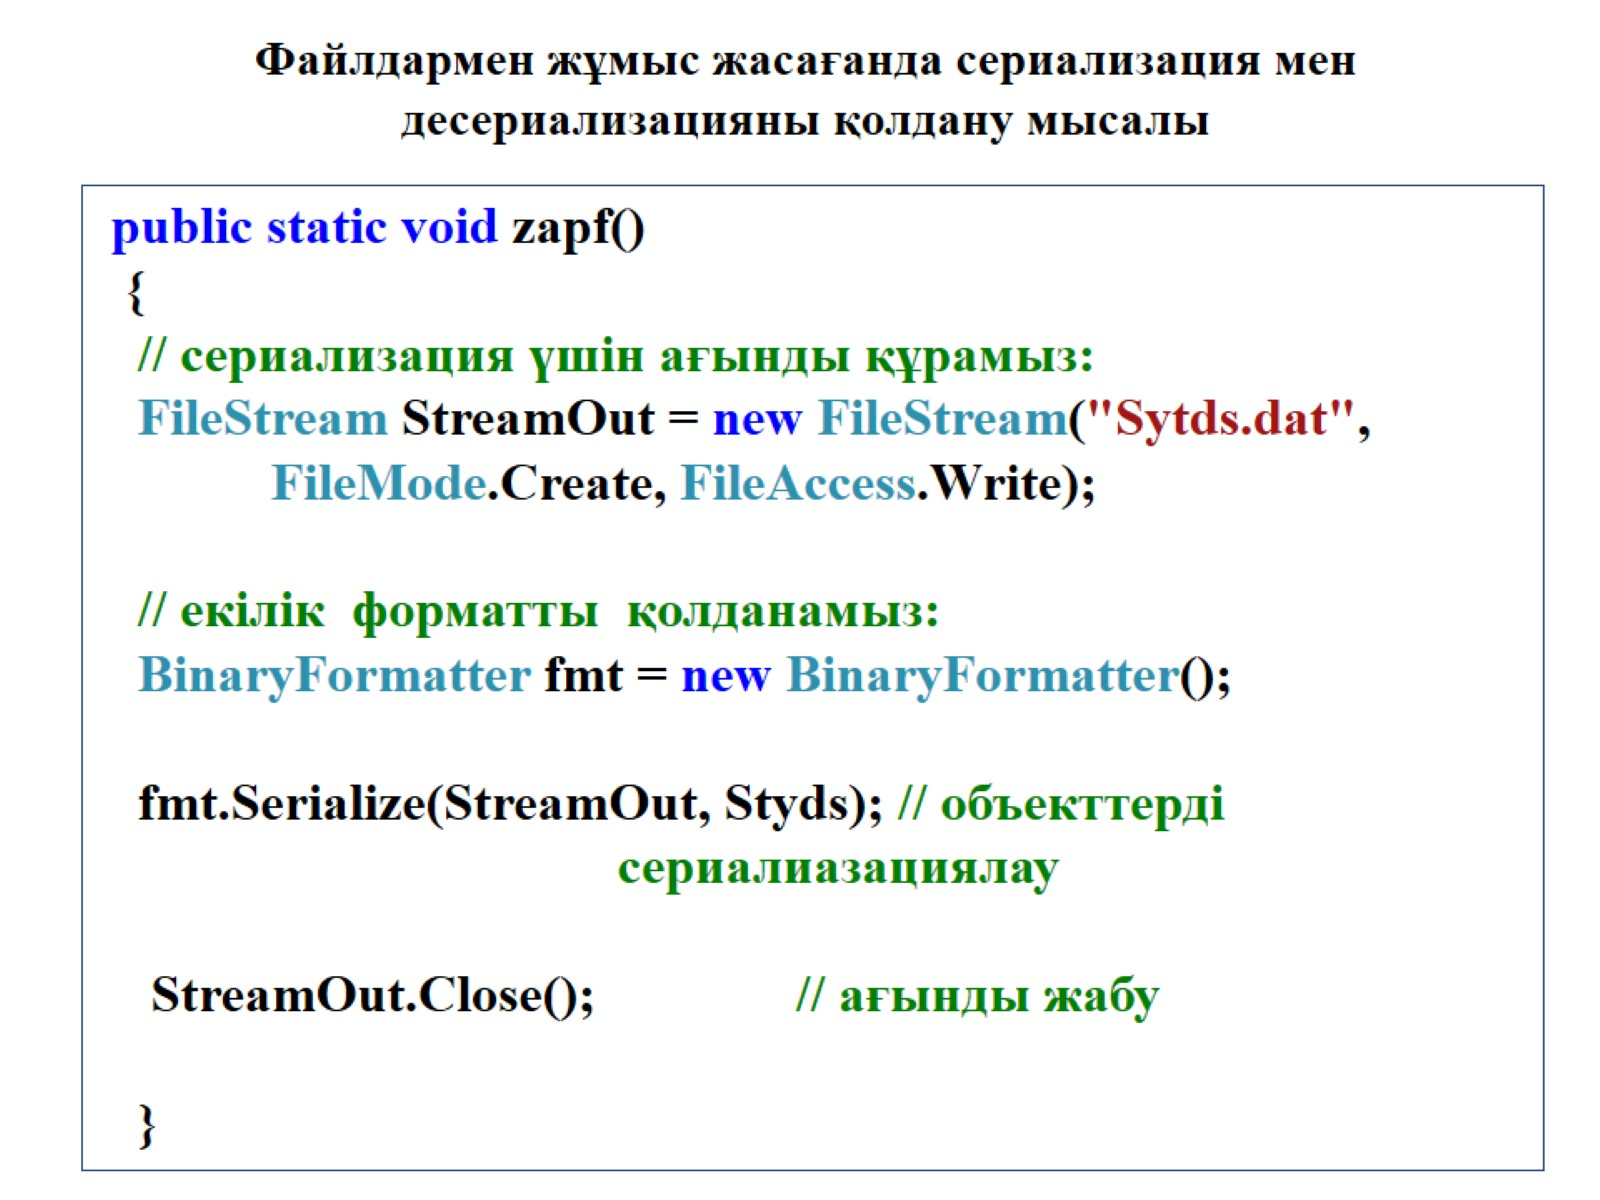 Файлдармен жұмыс жасағанда сериализация мен
десериализацияны қолдану мысалы
public static void zapf()
{
// сериализация үшін ағынды құрамыз:
FileStream StreamOut = new FileStream("Sytds.dat",
FileMode.Create, FileAccess.Write);
// екілік форматты қолданамыз:
BinaryFormatter fmt = new BinaryFormatter();
fmt.Serialize(StreamOut, Styds); // объекттерді
сериалиазациялау
StreamOut.Close(); // ағынды жабу
}